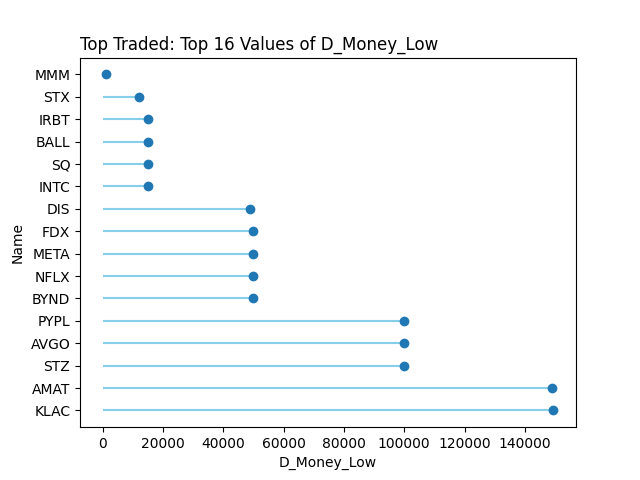 Top Traded: Top 16 Values of D_Money_Low
MMM
STX
IRBT
BALL
SQ
INTC
DIS
FDX
META
NFLX
BYND
PYPL
AVGO
STZ
AMAT
KLAC
Name
0 20000 40000 60000 80000 100000 120000 140000
D_Money_Low